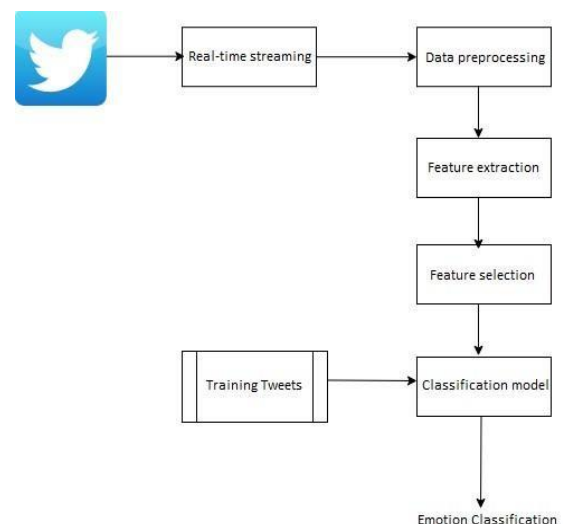 Real-time streaming
Data preprocessing
Feature extraction
Feature selection
Training Tweets
Classification model
Emotion Classification